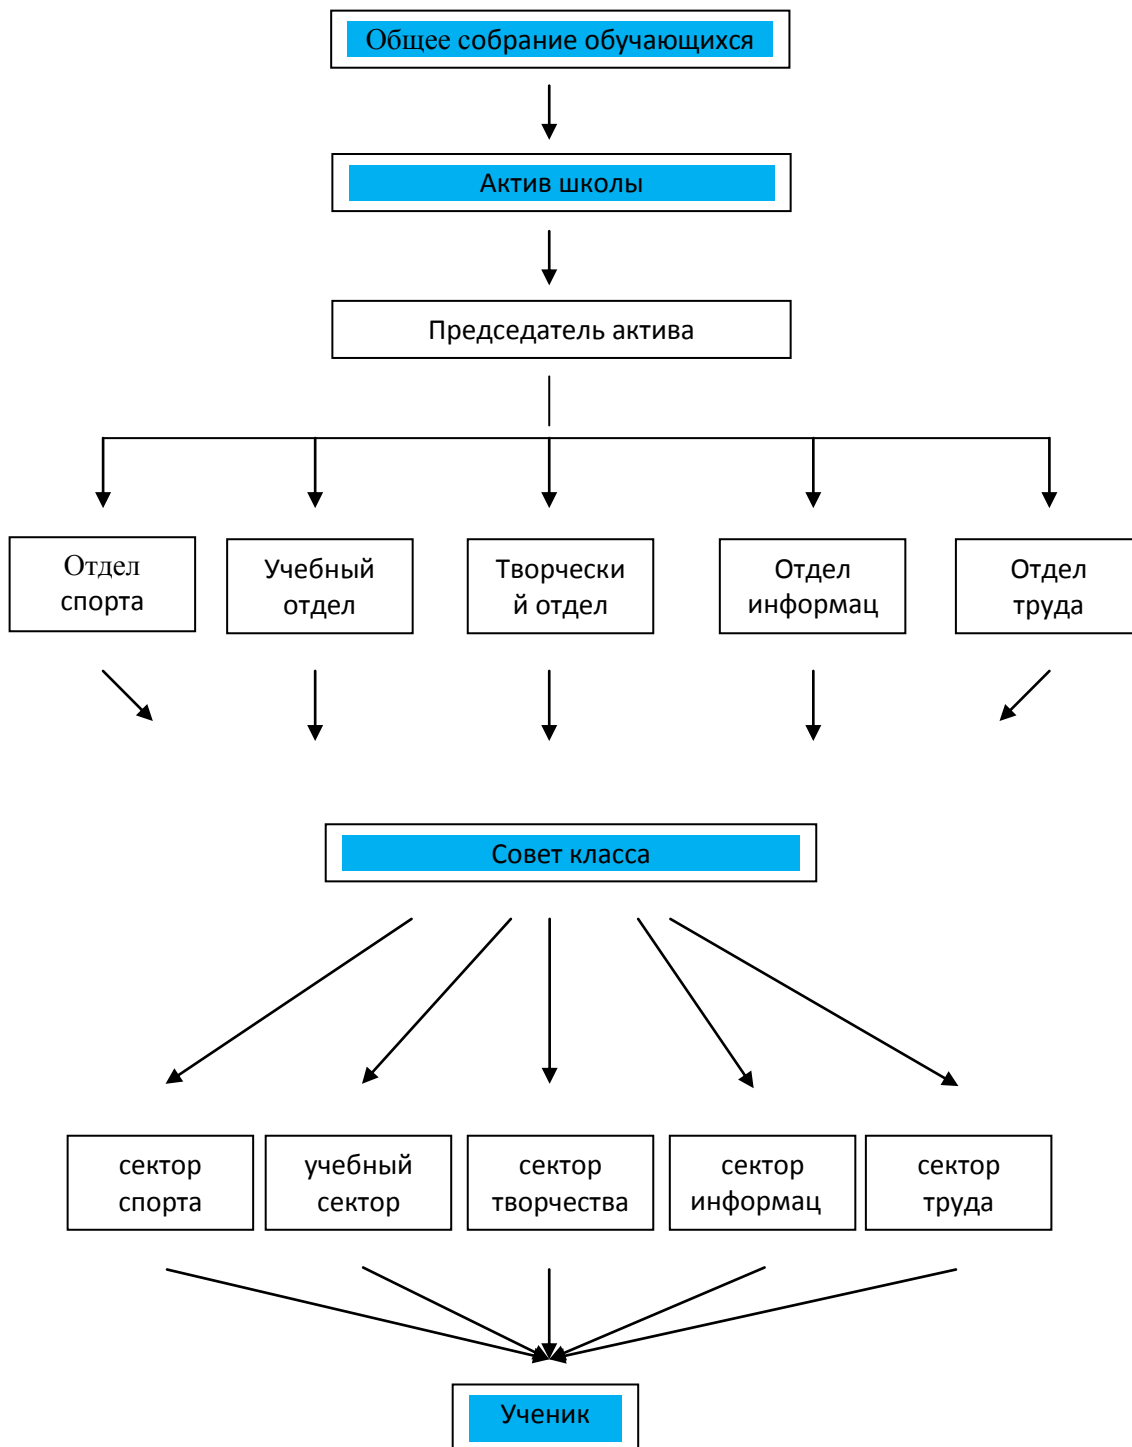 Общее собрание обучающихся
Актив школы
Председатель актива
Отдел
спорта
Учебный
отдел
Творчески
й отдел
Отдел
информац
Отдел
труда
Совет класса
сектор
спорта
учебный
сектор
сектор
творчества
сектор
информац
сектор
труда
Ученик